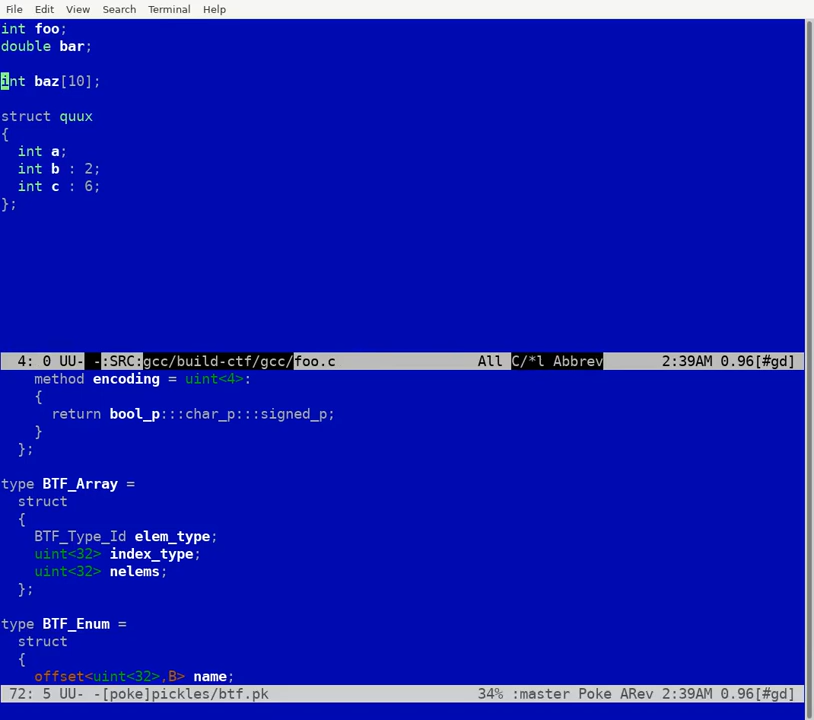 File Edit View Search Terminal Help
int foo;
double bar;
int baz[10];
struct quux
{
  int a;
  int b : 2;
  int c : 6;
};
  4: 0 UU- -:SRC:gcc/build-ctf/gcc/foo.c                 All C/*l Abbrev       2:39AM 0.96[#gd]
    method encoding = uint<4>:
    {
      return bool_p:::char_p:::signed_p;
    }
  };
type BTF_Array =
  struct
  {
    BTF_Type_Id elem_type;
    uint<32> index_type;
    uint<32> nelems;
  };
type BTF_Enum =
  struct
  {
    offset<uint<32>,B> name;
 72: 5 UU- -[poke]pickles/btf.pk                         34% :master Poke ARev 2:39AM 0.96[#gd]